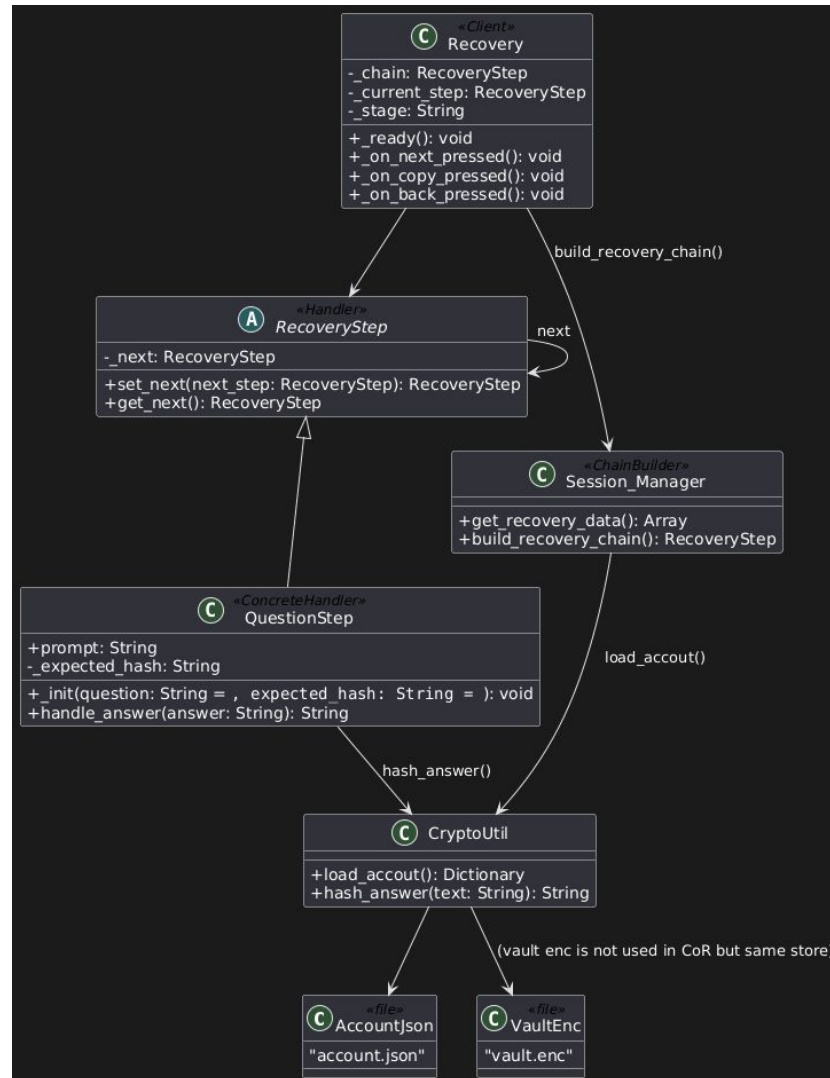 «Client»
C Recovery
-_chain: RecoveryStep
-_current_step: RecoveryStep
-_stage: String
+_ready(): void
+_on_next_pressed(): void
+_on_copy_pressed(): void
+_on_back_pressed(): void
build_recovery_chain()
«Handler»
A RecoveryStep
-_next: RecoveryStep
+set_next(next_step: RecoveryStep): RecoveryStep
+get_next(): RecoveryStep
next
«ChainBuilder»
C Session_Manager
+get_recovery_data(): Array
+build_recovery_chain(): RecoveryStep
«ConcreteHandler»
C QuestionStep
+prompt: String
-_expected_hash: String
+_init(question: String = , expected_hash: String = ): void
+handle_answer(answer: String): String
load_accout()
hash_answer()
C CryptoUtil
+load_accout(): Dictionary
+hash_answer(text: String): String
(vault enc is not used in CoR but same store)
«file»
C AccountJson
"account.json"
«file»
C VaultEnc
"vault.enc"